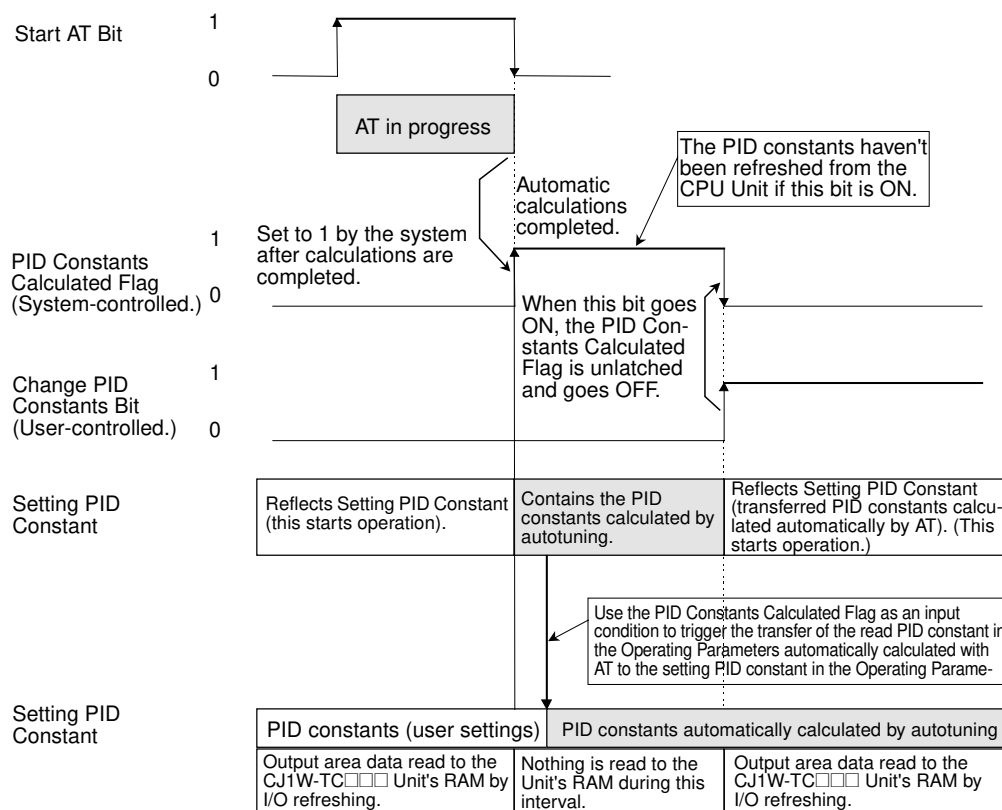 Start AT Bit
1
0
AT in progress
The PID constants haven't
been refreshed from the
CPU Unit if this bit is ON.
Automatic
calculations
completed.
Set to 1 by the system
after calculations are
completed.
PID Constants
Calculated Flag
(System-controlled.)
1
0
When this bit goes
ON, the PID Con-
stants Calculated
Flag is unlatched
and goes OFF.
Change PID
Constants Bit
(User-controlled.)
1
0
Setting PID
Constant
Reflects Setting PID Constant
(this starts operation).
Contains the PID
constants calculated by
autotuning.
Reflects Setting PID Constant
(transferred PID constants calcu-
lated automatically by AT). (This
starts operation.)
Use the PID Constants Calculated Flag as an input
condition to trigger the transfer of the read PID constant in
the Operating Parameters automatically calculated with
AT to the setting PID constant in the Operating Parame-
Setting PID
Constant
PID constants (user settings)
PID constants automatically calculated by autotuning
Output area data read to the
CJ1W-TC□□□ Unit's RAM by
I/O refreshing.
Nothing is read to the
Unit's RAM during this
interval.
Output area data read to the
CJ1W-TC□□□ Unit's RAM by
I/O refreshing.